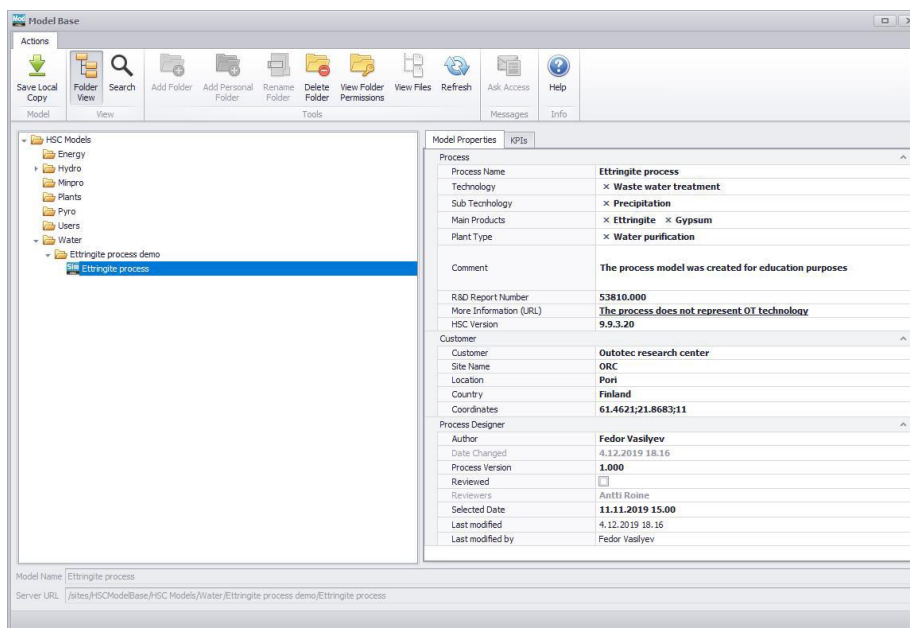 Mod
Model Base
Actions
Save Local Copy
Folder View
Search
Add Folder
Add Personal Folder
Rename Folder
Delete Folder
View Folder Permissions
View Files
Refresh
Ask Access
Help
Model
View
Tools
Messages
Info
HSC Models
Energy
Hydro
Minpro
Plants
Pyro
Users
Water
Ettringite process demo
Sim Ettringite process
Model Properties KPIs
Process
Process Name Ettringite process
Technology × Waste water treatment
Sub Tecnhology × Precipitation
Main Products × Ettringite × Gypsum
Plant Type × Water purification
Comment The process model was created for education purposes
R&D Report Number 53810.000
More Information (URL) The process does not represent OT technology
HSC Version 9.9.3.20
Customer
Customer Outotec research center
Site Name ORC
Location Pori
Country Finland
Coordinates 61.4621;21.8683;11
Process Designer
Author Fedor Vasilyev
Date Changed 4.12.2019 18.16
Process Version 1.000
Reviewed
Reviewers Antti Roine
Selected Date 11.11.2019 15.00
Last modified 4.12.2019 18.16
Last modified by Fedor Vasilyev
Model Name Ettringite process
Server URL /sites/HSCModelBase/HSC Models/Water/Ettringite process demo/Ettringite process